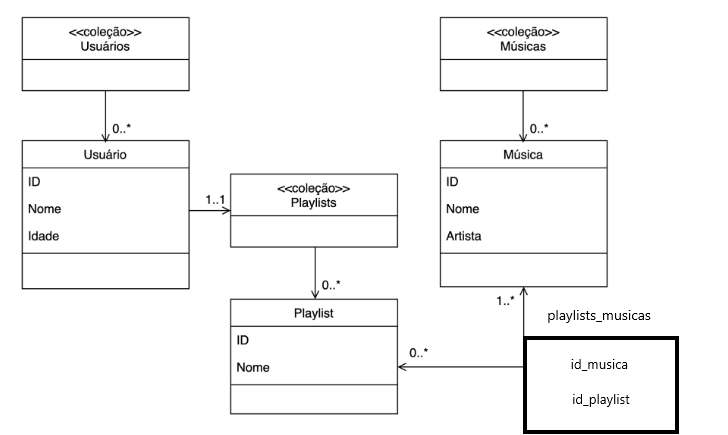 <<coleção>>
Usuários
0..*
Usuário
ID
Nome
Idade
1..1
<<coleção>>
Playlists
0..*
Playlist
ID
Nome
<<coleção>>
Músicas
0..*
Música
ID
Nome
Artista
1..*
0..*
playlists_musicas
id_musica
id_playlist